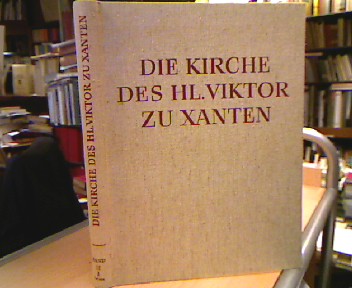 DIE KIRCHE
DES HL. VIKTOR
ZU XANTEN
DIE KIRCHE DES HL. VIKTOR ZU XANTEN